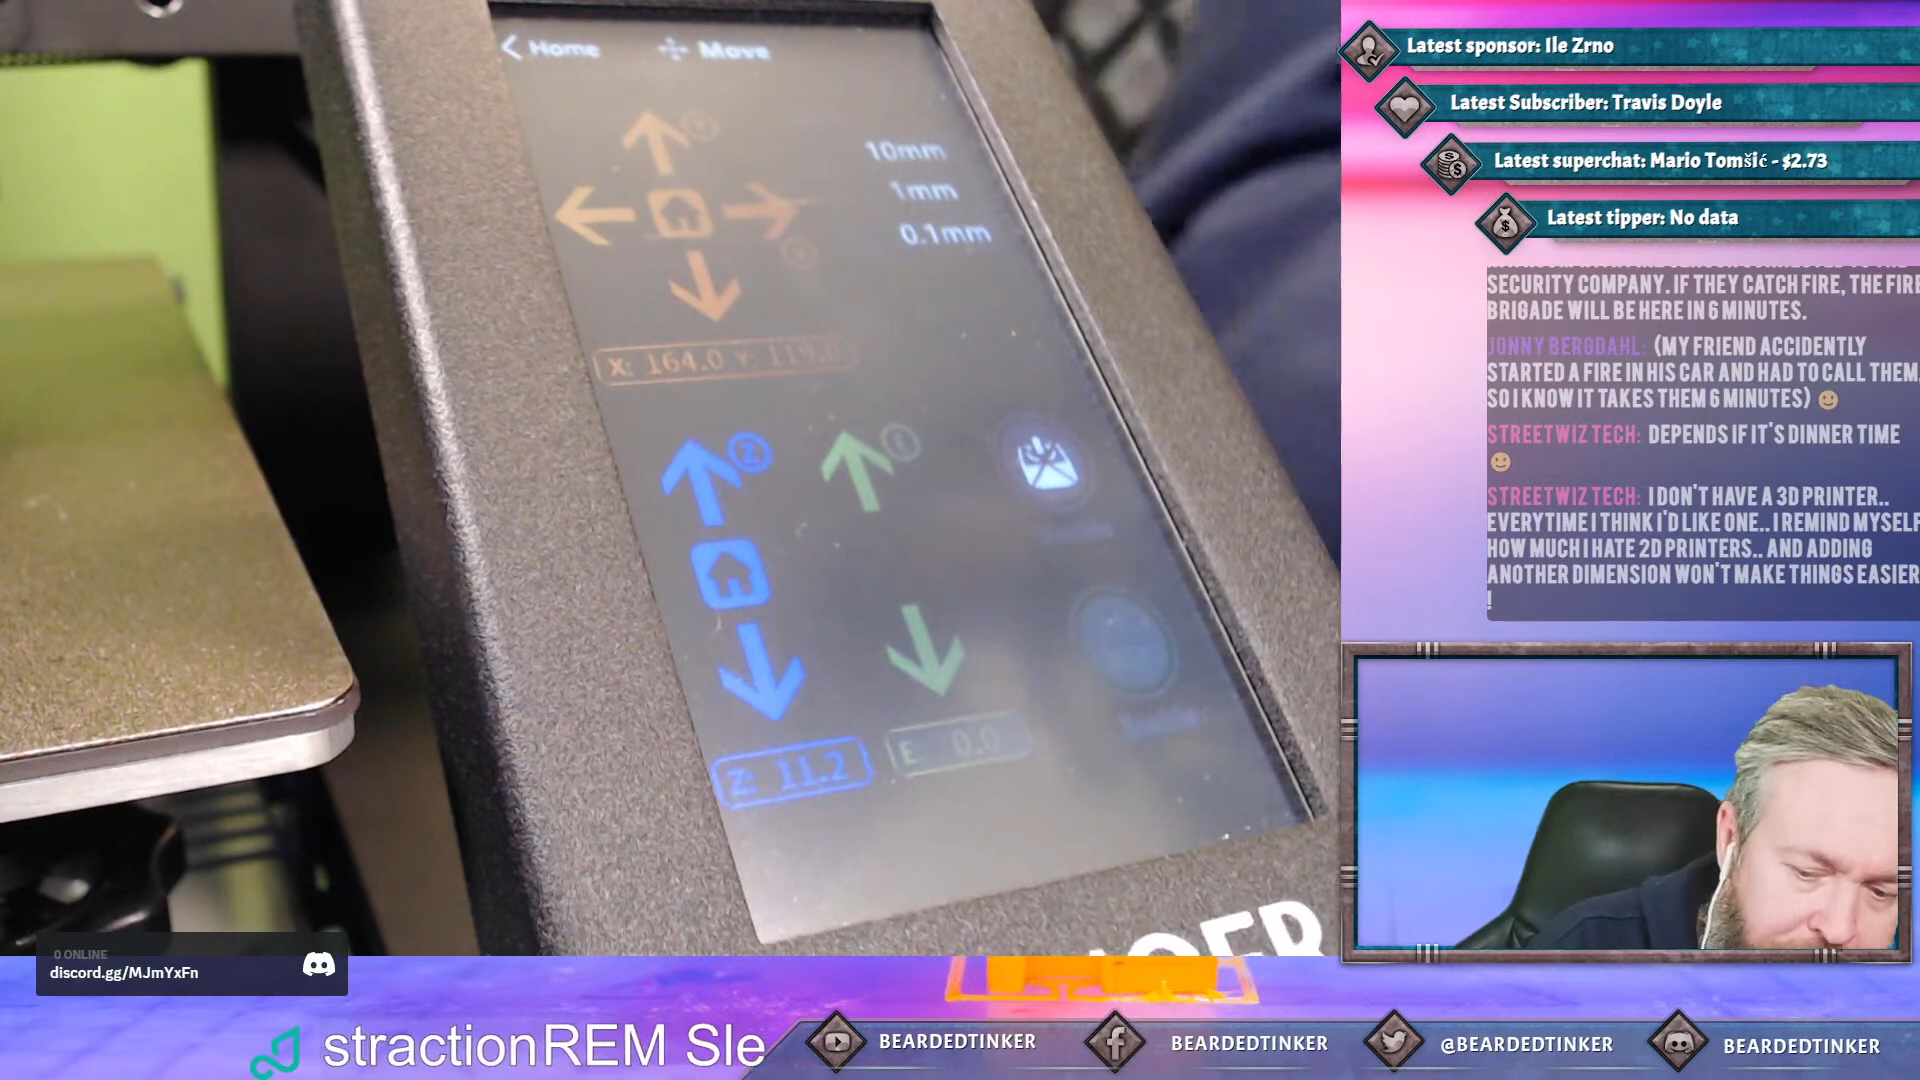 Home
Move
Y
10mm
1mm
0.1mm
X: 164.0 Y: 119.0
Z
E
Z: 11.2
E: 0.0
Latest sponsor: Ile Zrno
Latest Subscriber: Travis Doyle
Latest superchat: Mario Tomšić - $2.73
Latest tipper: No data
SECURITY COMPANY. IF THEY CATCH FIRE, THE FIRE
BRIGADE WILL BE HERE IN 6 MINUTES.
JONNY BERGDAHL: (MY FRIEND ACCIDENTLY
STARTED A FIRE IN HIS CAR AND HAD TO CALL THEM,
SO I KNOW IT TAKES THEM 6 MINUTES)
STREETWIZ TECH: DEPENDS IF IT'S DINNER TIME
STREETWIZ TECH: I DON'T HAVE A 3D PRINTER..
EVERYTIME I THINK I'D LIKE ONE.. I REMIND MYSELF
HOW MUCH I HATE 2D PRINTERS.. AND ADDING
ANOTHER DIMENSION WON'T MAKE THINGS EASIER
!
0 ONLINE
discord.gg/MJmYxFn
stractionREM Sle
BEARDEDTINKER
BEARDEDTINKER
@BEARDEDTINKER
BEARDEDTINKER